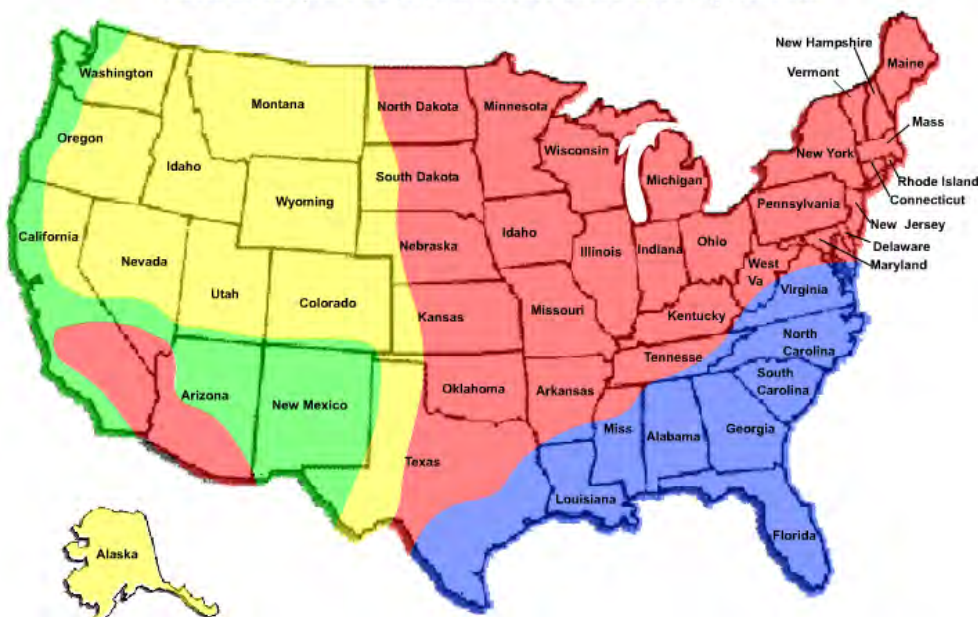 New Hampshire
Vermont
Maine
Washington
Montana
North Dakota
Minnesota
Mass
Oregon
Idaho
Wisconsin
New York
South Dakota
Michigan
Rhode Island
Connecticut
Wyoming
Pennsylvania
New Jersey
California
Nebraska
Idaho
Illinois
Indiana
Ohio
Delaware
Maryland
Nevada
West
Va
Utah
Colorado
Virginia
Kansas
Missouri
Kentucky
North
Carolina
Tennesse
South
Carolina
Arizona
New Mexico
Oklahoma
Arkansas
Miss
Alabama
Georgia
Texas
Louisiana
Florida
Alaska